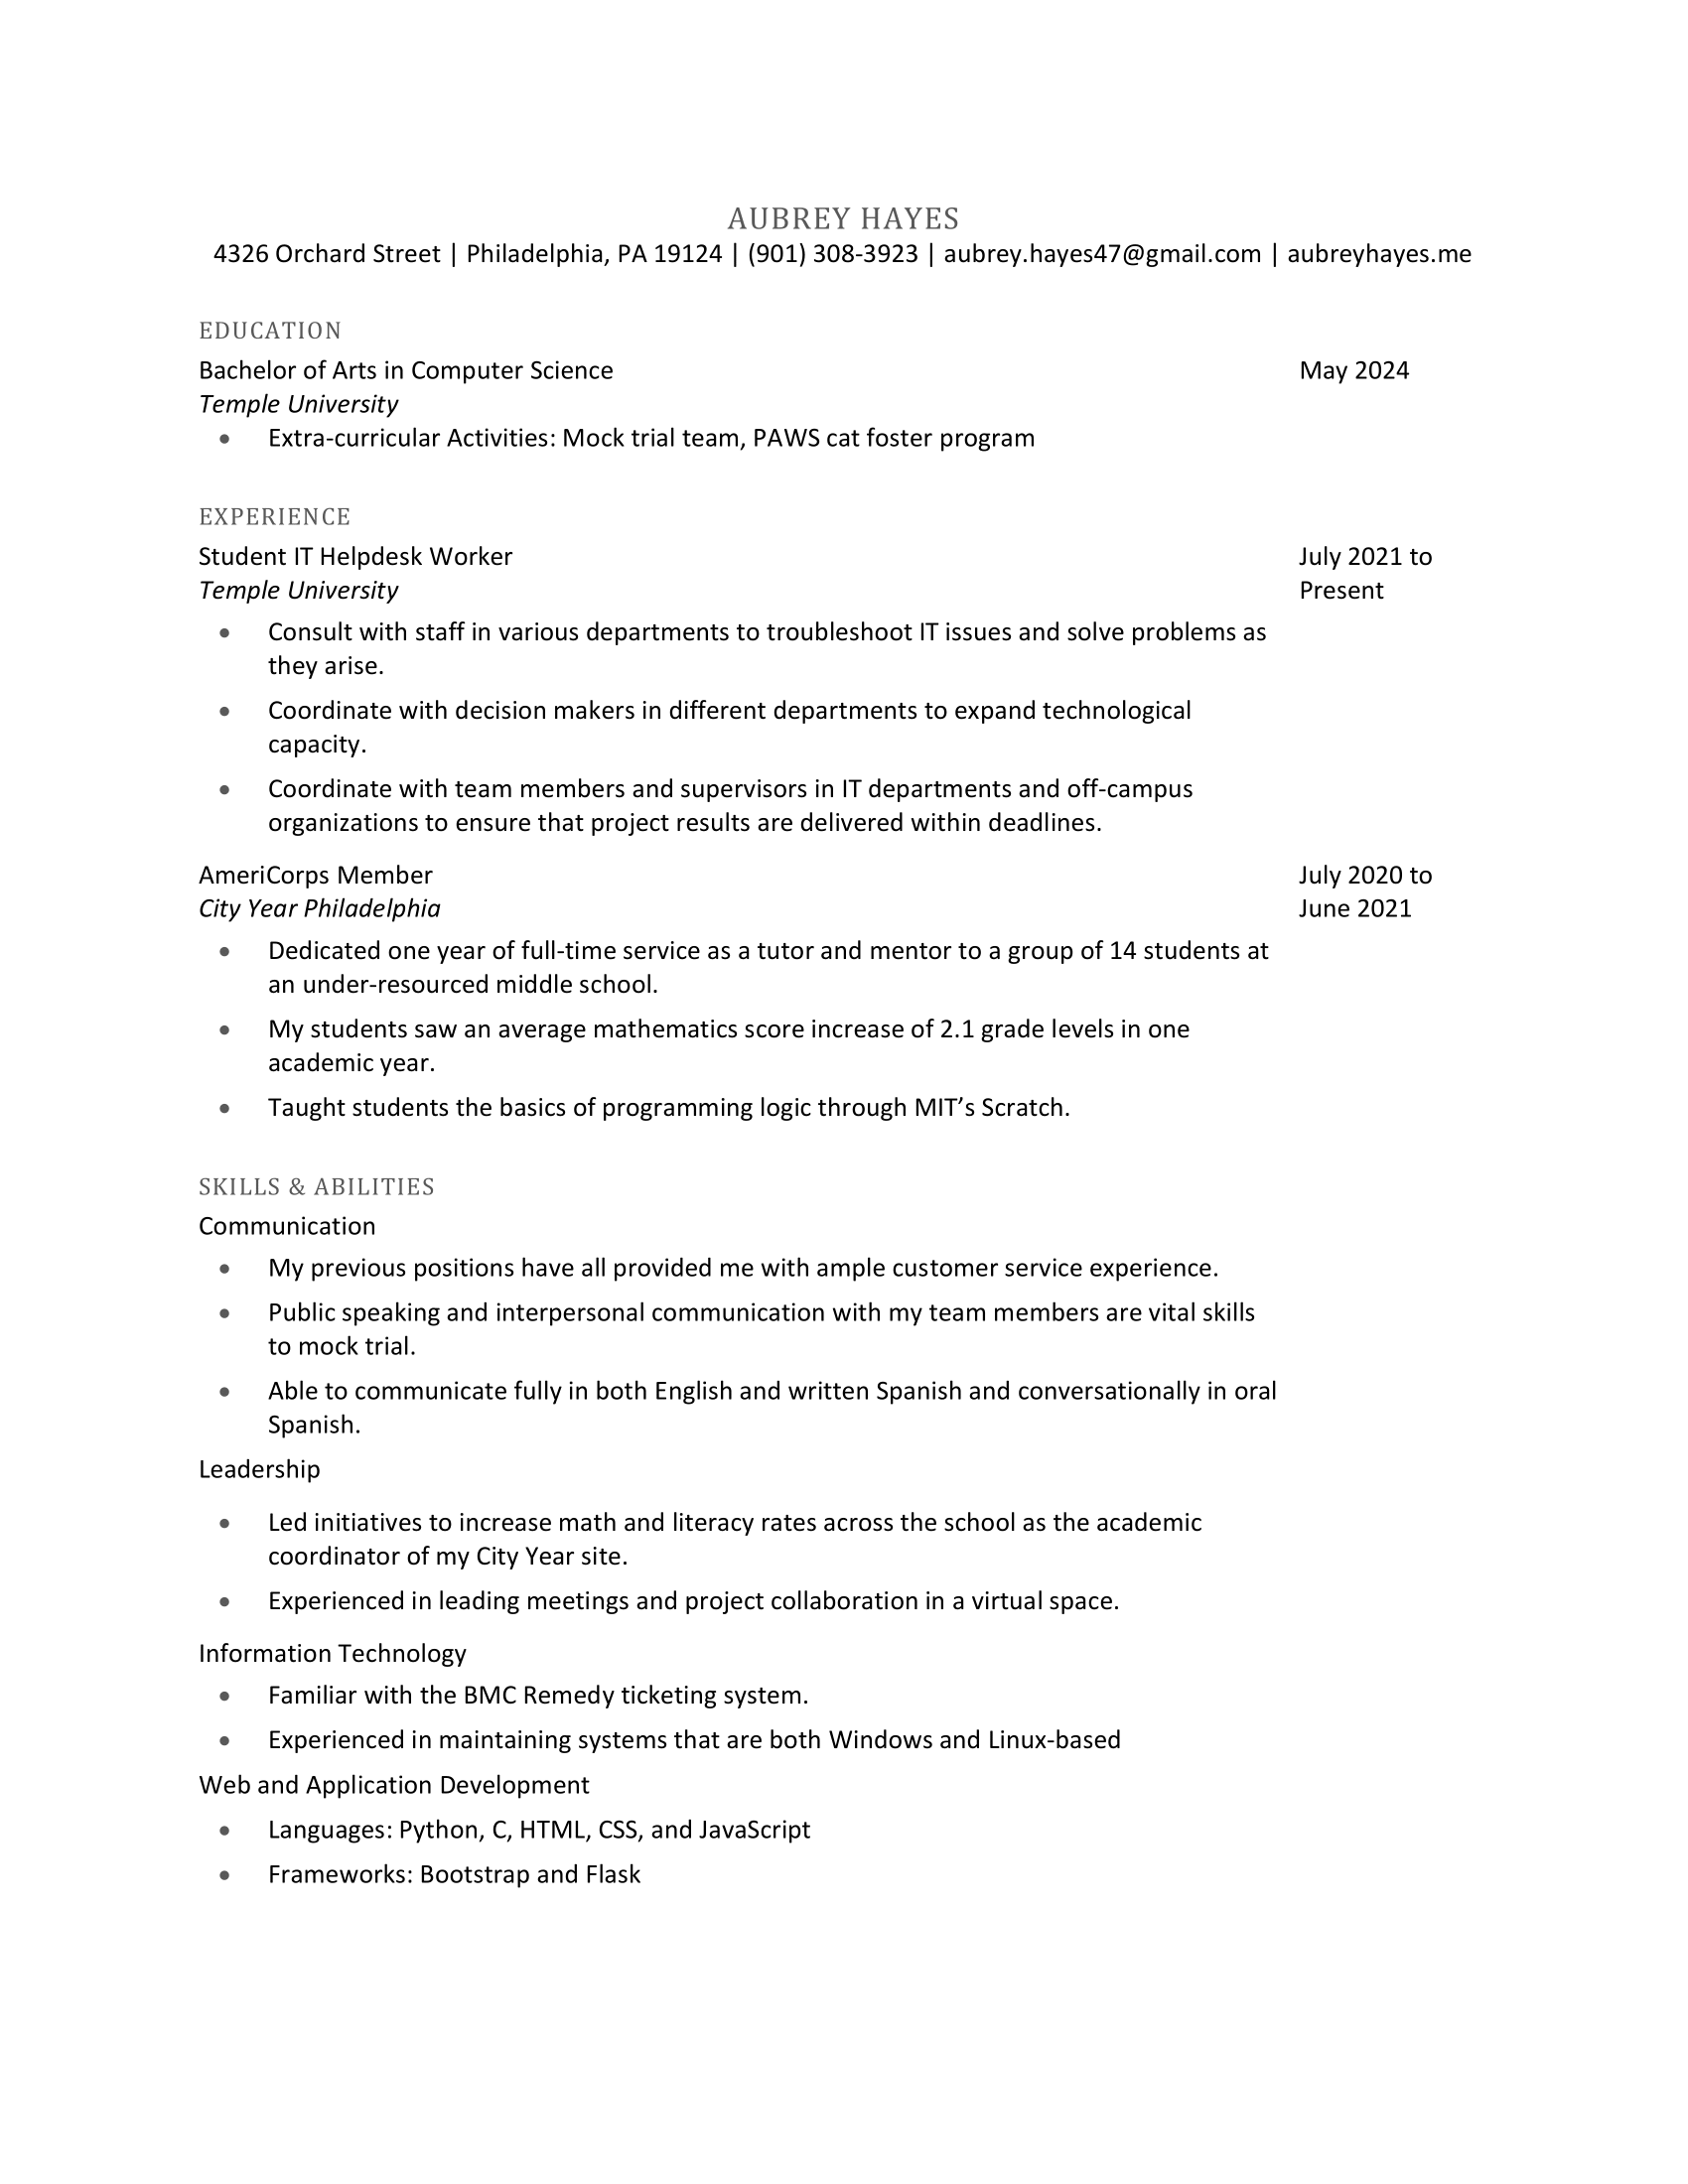 AUBREY HAYES
4326 Orchard Street | Philadelphia, PA 19124 | (901) 308-3923 | aubrey.hayes47@gmail.com | aubreyhayes.me
EDUCATION
Bachelor of Arts in Computer Science May 2024
Temple University
• Extra-curricular Activities: Mock trial team, PAWS cat foster program
EXPERIENCE
Student IT Helpdesk Worker July 2021 to
Temple University Present
• Consult with staff in various departments to troubleshoot IT issues and solve problems as
they arise.
• Coordinate with decision makers in different departments to expand technological
capacity.
• Coordinate with team members and supervisors in IT departments and off-campus
organizations to ensure that project results are delivered within deadlines.
AmeriCorps Member July 2020 to
City Year Philadelphia June 2021
• Dedicated one year of full-time service as a tutor and mentor to a group of 14 students at
an under-resourced middle school.
• My students saw an average mathematics score increase of 2.1 grade levels in one
academic year.
• Taught students the basics of programming logic through MIT’s Scratch.
SKILLS & ABILITIES
Communication
• My previous positions have all provided me with ample customer service experience.
• Public speaking and interpersonal communication with my team members are vital skills
to mock trial.
• Able to communicate fully in both English and written Spanish and conversationally in oral
Spanish.
Leadership
• Led initiatives to increase math and literacy rates across the school as the academic
coordinator of my City Year site.
• Experienced in leading meetings and project collaboration in a virtual space.
Information Technology
• Familiar with the BMC Remedy ticketing system.
• Experienced in maintaining systems that are both Windows and Linux-based
Web and Application Development
• Languages: Python, C, HTML, CSS, and JavaScript
• Frameworks: Bootstrap and Flask